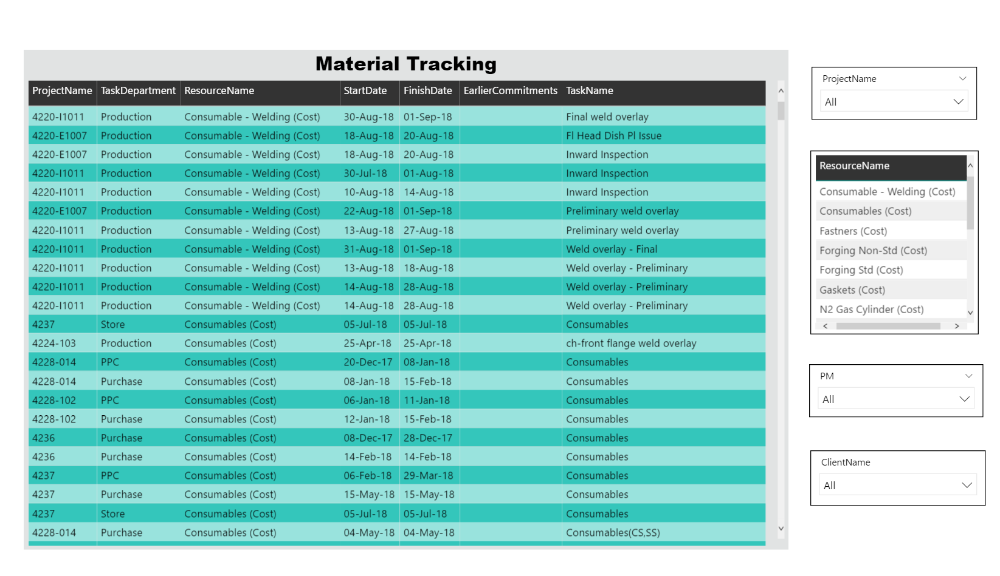 Material Tracking
ProjectName TaskDepartment ResourceName StartDate FinishDate EarlierCommitments TaskName
4220-I1011 Production Consumable - Welding (Cost) 30-Aug-18 01-Sep-18 Final weld overlay
4220-E1007 Production Consumable - Welding (Cost) 18-Aug-18 20-Aug-18 Fl Head Dish Pl Issue
4220-E1007 Production Consumable - Welding (Cost) 18-Aug-18 20-Aug-18 Inward Inspection
4220-I1011 Production Consumable - Welding (Cost) 30-Jul-18 01-Aug-18 Inward Inspection
4220-I1011 Production Consumable - Welding (Cost) 10-Aug-18 14-Aug-18 Inward Inspection
4220-E1007 Production Consumable - Welding (Cost) 22-Aug-18 01-Sep-18 Preliminary weld overlay
4220-I1011 Production Consumable - Welding (Cost) 13-Aug-18 27-Aug-18 Preliminary weld overlay
4220-I1011 Production Consumable - Welding (Cost) 31-Aug-18 01-Sep-18 Weld overlay - Final
4220-I1011 Production Consumable - Welding (Cost) 13-Aug-18 18-Aug-18 Weld overlay - Preliminary
4220-I1011 Production Consumable - Welding (Cost) 14-Aug-18 28-Aug-18 Weld overlay - Preliminary
4220-I1011 Production Consumable - Welding (Cost) 14-Aug-18 28-Aug-18 Weld overlay - Preliminary
4237 Store Consumables (Cost) 05-Jul-18 05-Jul-18 Consumables
4224-103 Production Consumables (Cost) 25-Apr-18 25-Apr-18 ch-front flange weld overlay
4228-014 PPC Consumables (Cost) 20-Dec-17 08-Jan-18 Consumables
4228-014 Purchase Consumables (Cost) 08-Jan-18 15-Feb-18 Consumables
4228-102 PPC Consumables (Cost) 06-Jan-18 11-Jan-18 Consumables
4228-102 Purchase Consumables (Cost) 12-Jan-18 15-Feb-18 Consumables
4236 Purchase Consumables (Cost) 08-Dec-17 28-Dec-17 Consumables
4236 Purchase Consumables (Cost) 14-Feb-18 14-Feb-18 Consumables
4237 PPC Consumables (Cost) 06-Feb-18 29-Mar-18 Consumables
4237 Purchase Consumables (Cost) 15-May-18 15-May-18 Consumables
4237 Store Consumables (Cost) 05-Jul-18 05-Jul-18 Consumables
4228-014 Purchase Consumables (Cost) 04-May-18 04-May-18 Consumables(CS,SS)
ProjectName
All
ResourceName
Consumable - Welding (Cost)
Consumables (Cost)
Fastners (Cost)
Forging Non-Std (Cost)
Forging Std (Cost)
Gaskets (Cost)
N2 Gas Cylinder (Cost)
PM
All
ClientName
All